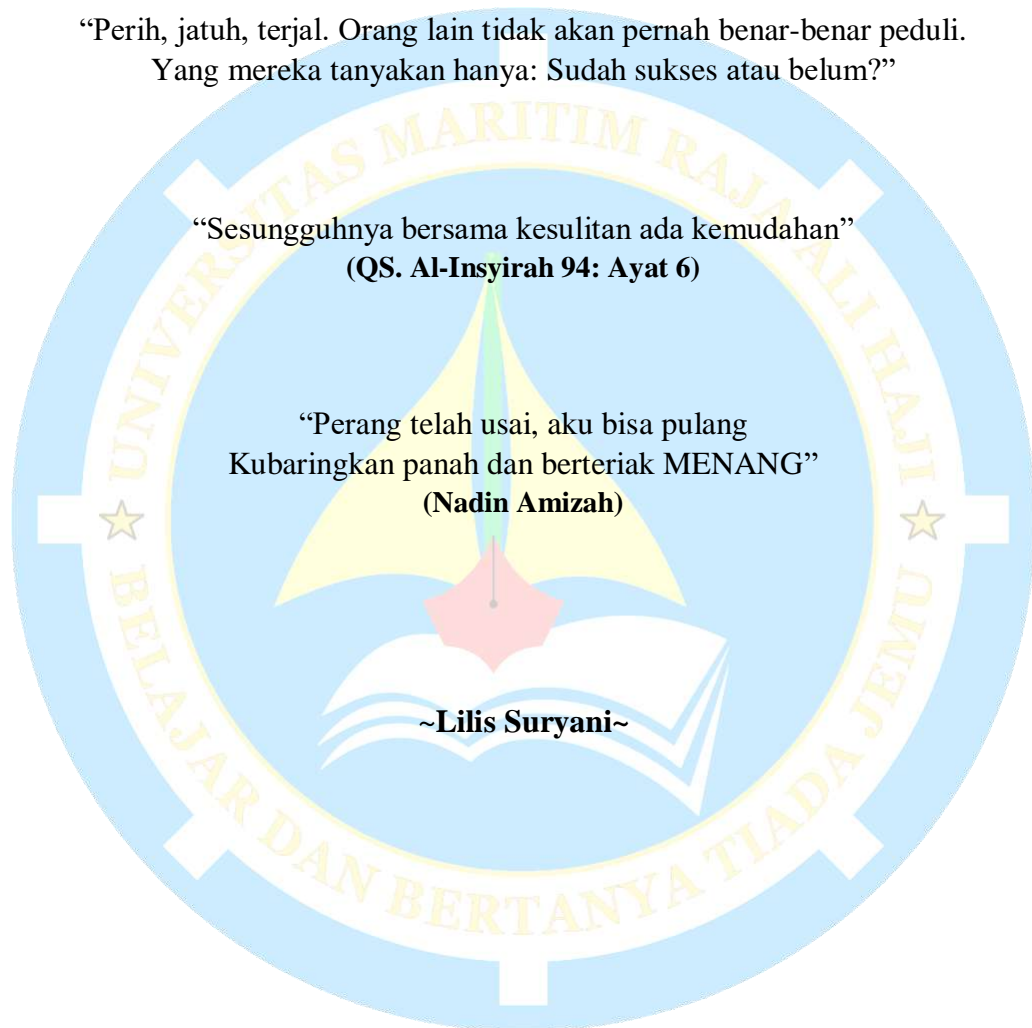 “Perih, jatuh, terjal. Orang lain tidak akan pernah benar-benar peduli.
Yang mereka tanyakan hanya: Sudah sukses atau belum?”
UNIVERSITAS MARITIM RAJA ALI HAJI
“Sesungguhnya bersama kesulitan ada kemudahan”
(QS. Al-Insyirah 94: Ayat 6)
“Perang telah usai, aku bisa pulang
Kubaringkan panah dan berteriak MENANG”
(Nadin Amizah)
~Lilis Suryani~
BELAJAR DAN BERTANYA TIADA JEMU